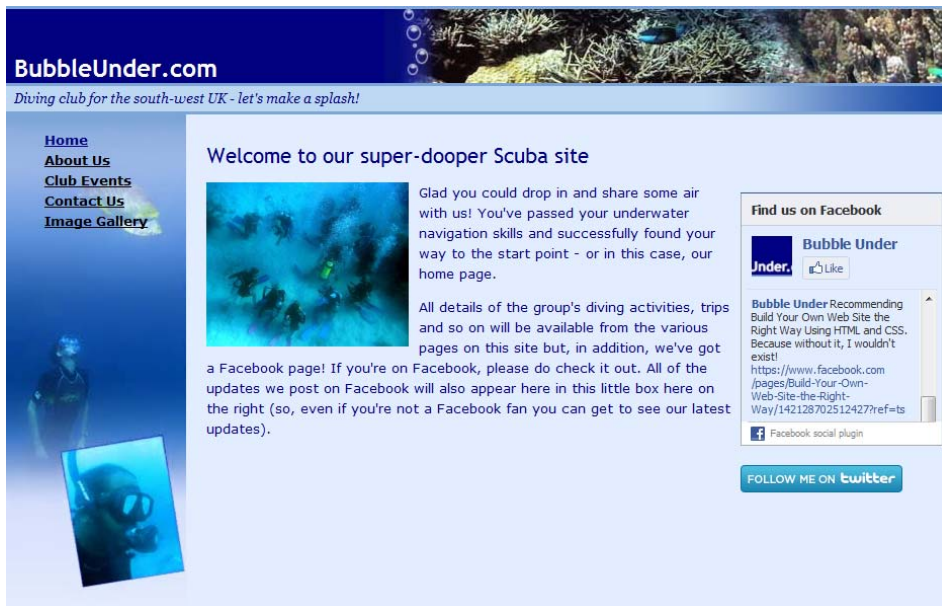 BubbleUnder.com
Diving club for the south-west UK - let's make a splash!
Home
About Us
Club Events
Contact Us
Image Gallery
Welcome to our super-dooper Scuba site
Glad you could drop in and share some air
with us! You've passed your underwater
navigation skills and successfully found your
way to the start point - or in this case, our
home page.
All details of the group's diving activities, trips
and so on will be available from the various
pages on this site but, in addition, we've got
a Facebook page! If you're on Facebook, please do check it out. All of the
updates we post on Facebook will also appear here in this little box here on
the right (so, even if you're not a Facebook fan you can get to see our latest
updates).
Find us on Facebook
Under.
Bubble Under
Like
Bubble Under Recommending
Build Your Own Web Site the
Right Way Using HTML and CSS.
Because without it, I wouldn't
exist!
https://www.facebook.com
/pages/Build-Your-Own-
Web-Site-the-Right-
Way/142128702512427?ref=ts
f Facebook social plugin
FOLLOW ME ON twitter